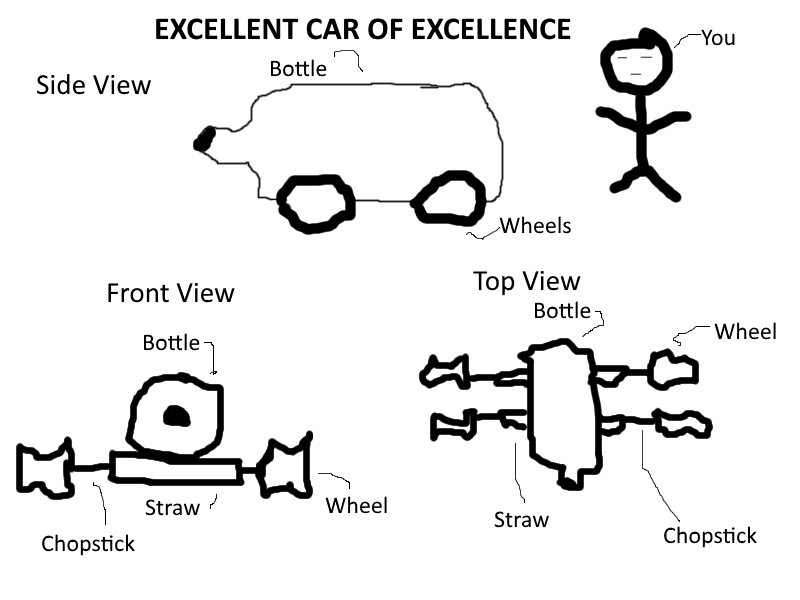 EXCELLENT CAR OF EXCELLENCE
You
Bottle
Side View
Wheels
Front View
Top View
Bottle
Wheel
Bottle
Straw
Wheel
Chopstick
Straw
Chopstick